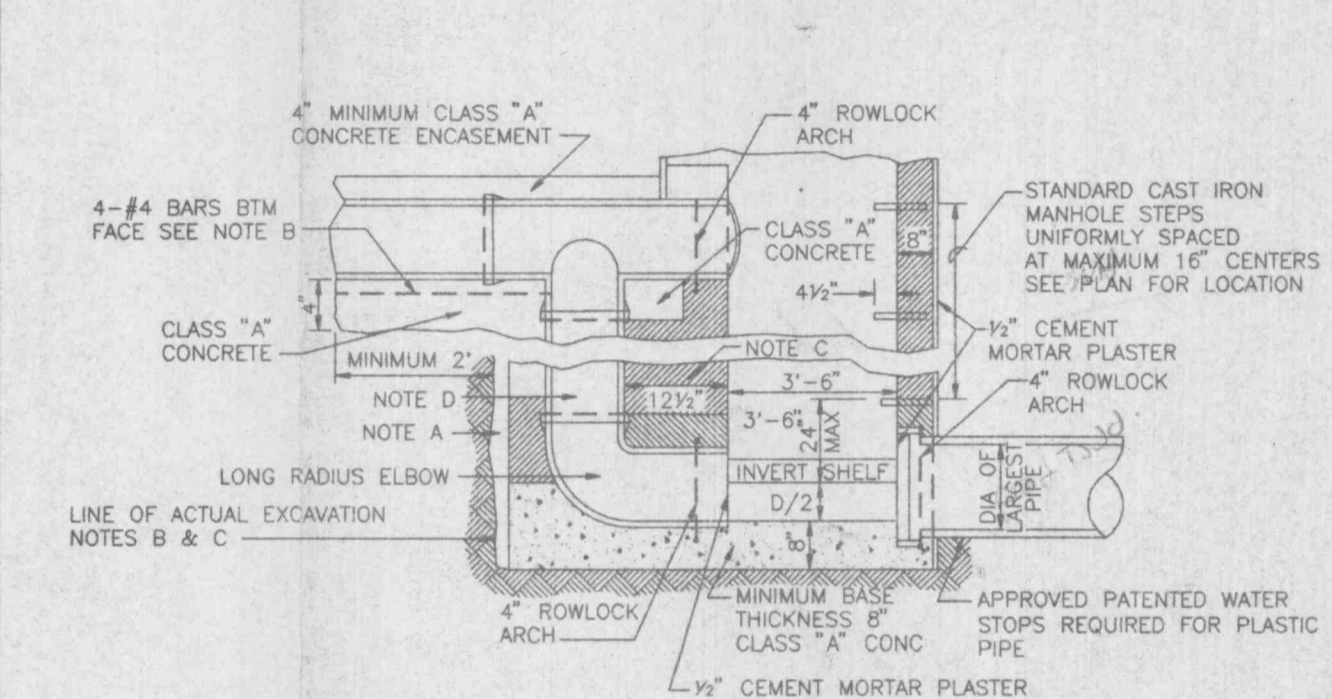 4" MINIMUM CLASS "A"
CONCRETE ENCASEMENT
4" ROWLOCK
ARCH
4-#4 BARS BTM
FACE SEE NOTE B
CLASS "A"
CONCRETE
8"
STANDARD CAST IRON
MANHOLE STEPS
UNIFORMLY SPACED
AT MAXIMUM 16" CENTERS
SEE PLAN FOR LOCATION
4"
4½"
CLASS "A"
CONCRETE
½" CEMENT
MORTAR PLASTER
MINIMUM 2'
NOTE C
3'-6"
4" ROWLOCK
ARCH
NOTE D
12½"
3'-6"
24
MAX
NOTE A
LONG RADIUS ELBOW
INVERT SHELF
D/2
DIA OF
LARGEST
PIPE
LINE OF ACTUAL EXCAVATION
NOTES B & C
8"
4" ROWLOCK
ARCH
MINIMUM BASE
THICKNESS 8"
CLASS "A" CONC
APPROVED PATENTED WATER
STOPS REQUIRED FOR PLASTIC
PIPE
½" CEMENT MORTAR PLASTER